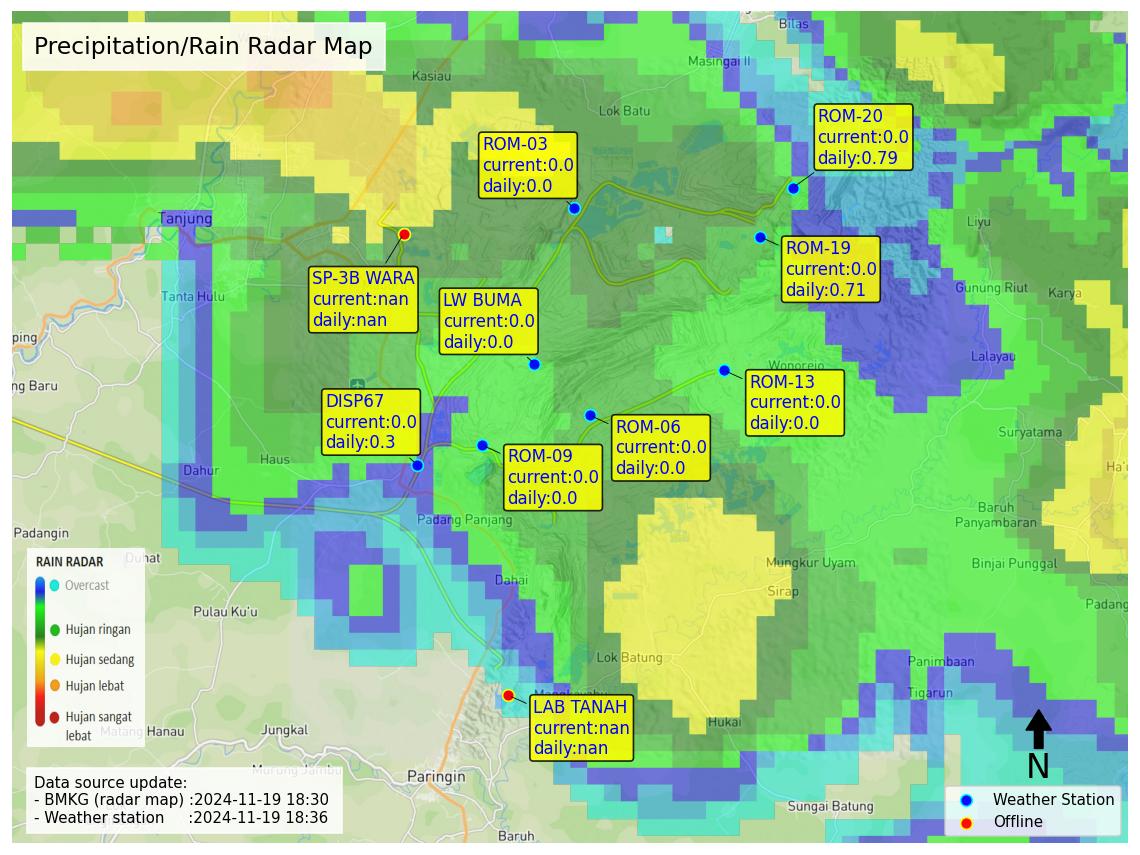 Precipitation/Rain Radar Map
Bilas
Masingai II
Kasiau
Lok Batu
ROM-20
current:0.0
daily:0.79
ROM-03
current:0.0
daily:0.0
Tanjung
Liyu
ROM-19
current:0.0
daily:0.71
SP-3B WARA
current:nan
daily:nan
Tanta Hulu
LW BUMA
current:0.0
daily:0.0
Gunung Riut
Karya
ping
Lalayau
Wonorejo
ng Baru
ROM-13
current:0.0
daily:0.0
DISP67
current:0.0
daily:0.3
ROM-06
current:0.0
daily:0.0
Suryatama
ROM-09
current:0.0
daily:0.0
Haus
Dahur
Ha'u
Baruh
Panyambaran
Padang Panjang
Padangin
Duhat
Mungkur Uyam
Binjai Punggal
Dahai
Sirap
Padang
Pulau Ku'u
RAIN RADAR
Overcast
Hujan ringan
Hujan sedang
Hujan lebat
Hujan sangat
lebat
Lok Batung
Panimbaan
Tigarun
LAB TANAH
current:nan
daily:nan
Hukai
Matang Hanau
Jungkal
Murung Jambu
Paringin
N
Sungai Batung
Baruh
Data source update:
- BMKG (radar map) :2024-11-19 18:30
- Weather station :2024-11-19 18:36
Weather Station
Offline